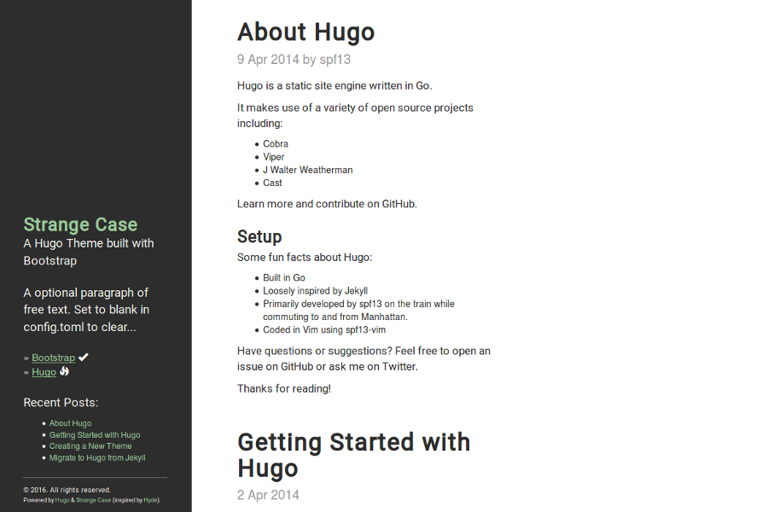 Strange Case
A Hugo Theme built with
Bootstrap
A optional paragraph of
free text. Set to blank in
config.toml to clear...
» Bootstrap
» Hugo
Recent Posts:
About Hugo
Getting Started with Hugo
Creating a New Theme
Migrate to Hugo from Jekyll
© 2016. All rights reserved.
Powered by Hugo & Strange Case (inspired by Hyde).
About Hugo
9 Apr 2014 by spf13
Hugo is a static site engine written in Go.
It makes use of a variety of open source projects
including:
Cobra
Viper
J Walter Weatherman
Cast
Learn more and contribute on GitHub.
Setup
Some fun facts about Hugo:
Built in Go
Loosely inspired by Jekyll
Primarily developed by spf13 on the train while
commuting to and from Manhattan.
Coded in Vim using spf13-vim
Have questions or suggestions? Feel free to open an
issue on GitHub or ask me on Twitter.
Thanks for reading!
Getting Started with
Hugo
2 Apr 2014